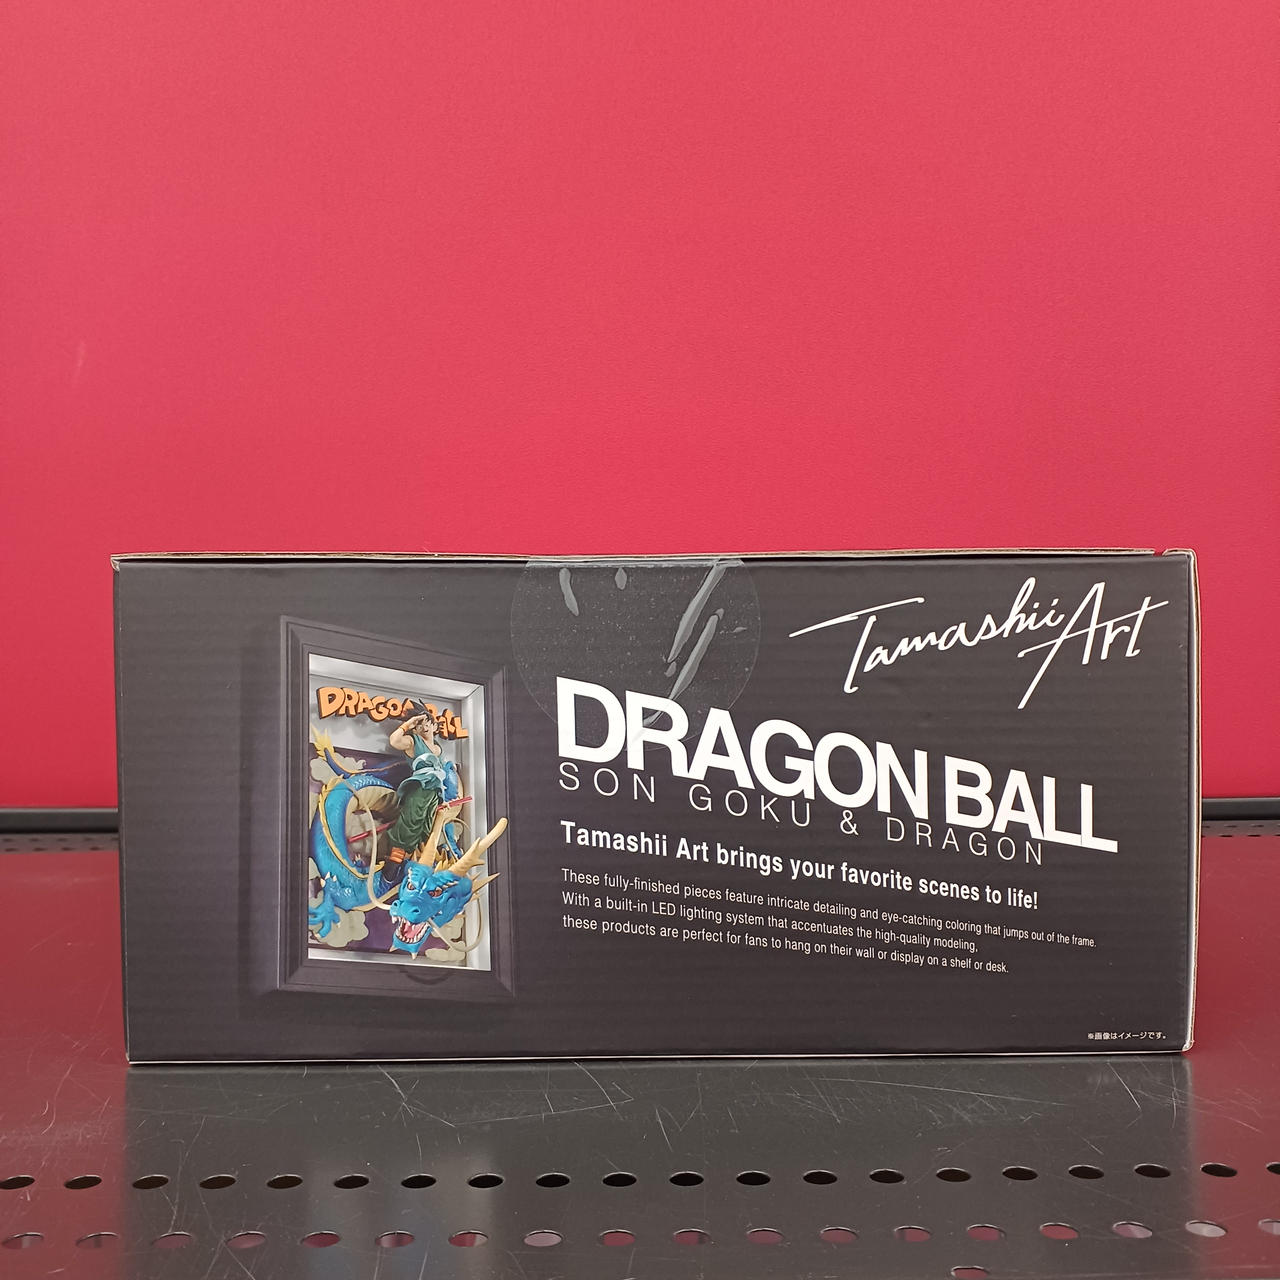 Tamashii Art
DRAGON BALL
DRAGON BALL
SON GOKU & DRAGON
Tamashii Art brings your favorite scenes to life!
These fully-finished pieces feature intricate detailing and eye-catching coloring that jumps out of the frame.
With a built-in LED lighting system that accentuates the high-quality modeling,
these products are perfect for fans to hang on their wall or display on a shelf or desk.
※画像はイメージです。